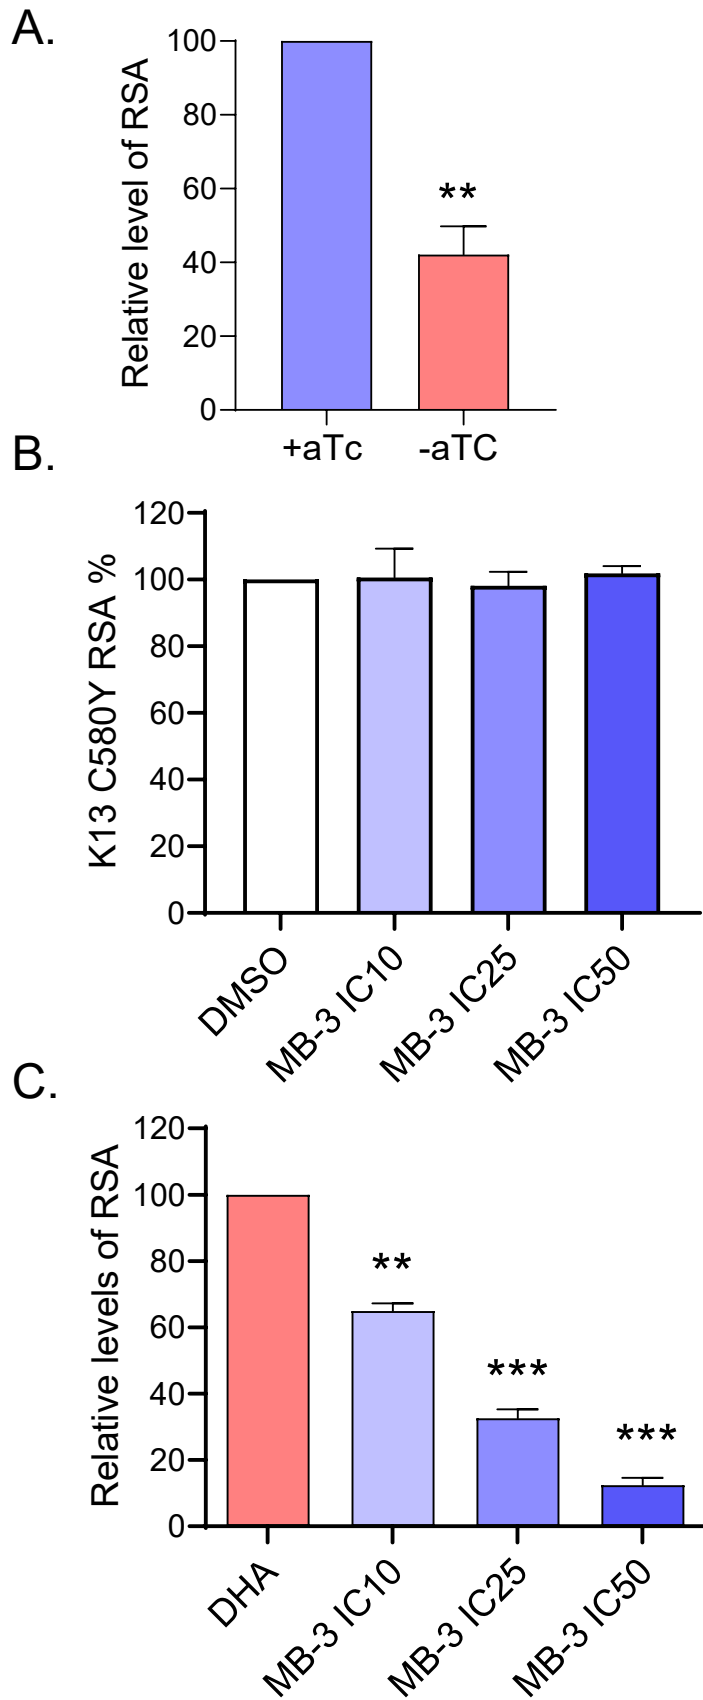 A.
Relative level of RSA
100
80
60
40
20
0
**
+aTc
-aTC
B.
K13 C580Y RSA %
120
100
80
60
40
20
0
DMSO
MB-3 IC10
MB-3 IC25
MB-3 IC50
C.
Relative levels of RSA
120
100
80
60
40
20
0
**
***
***
DHA
MB-3 IC10
MB-3 IC25
MB-3 IC50